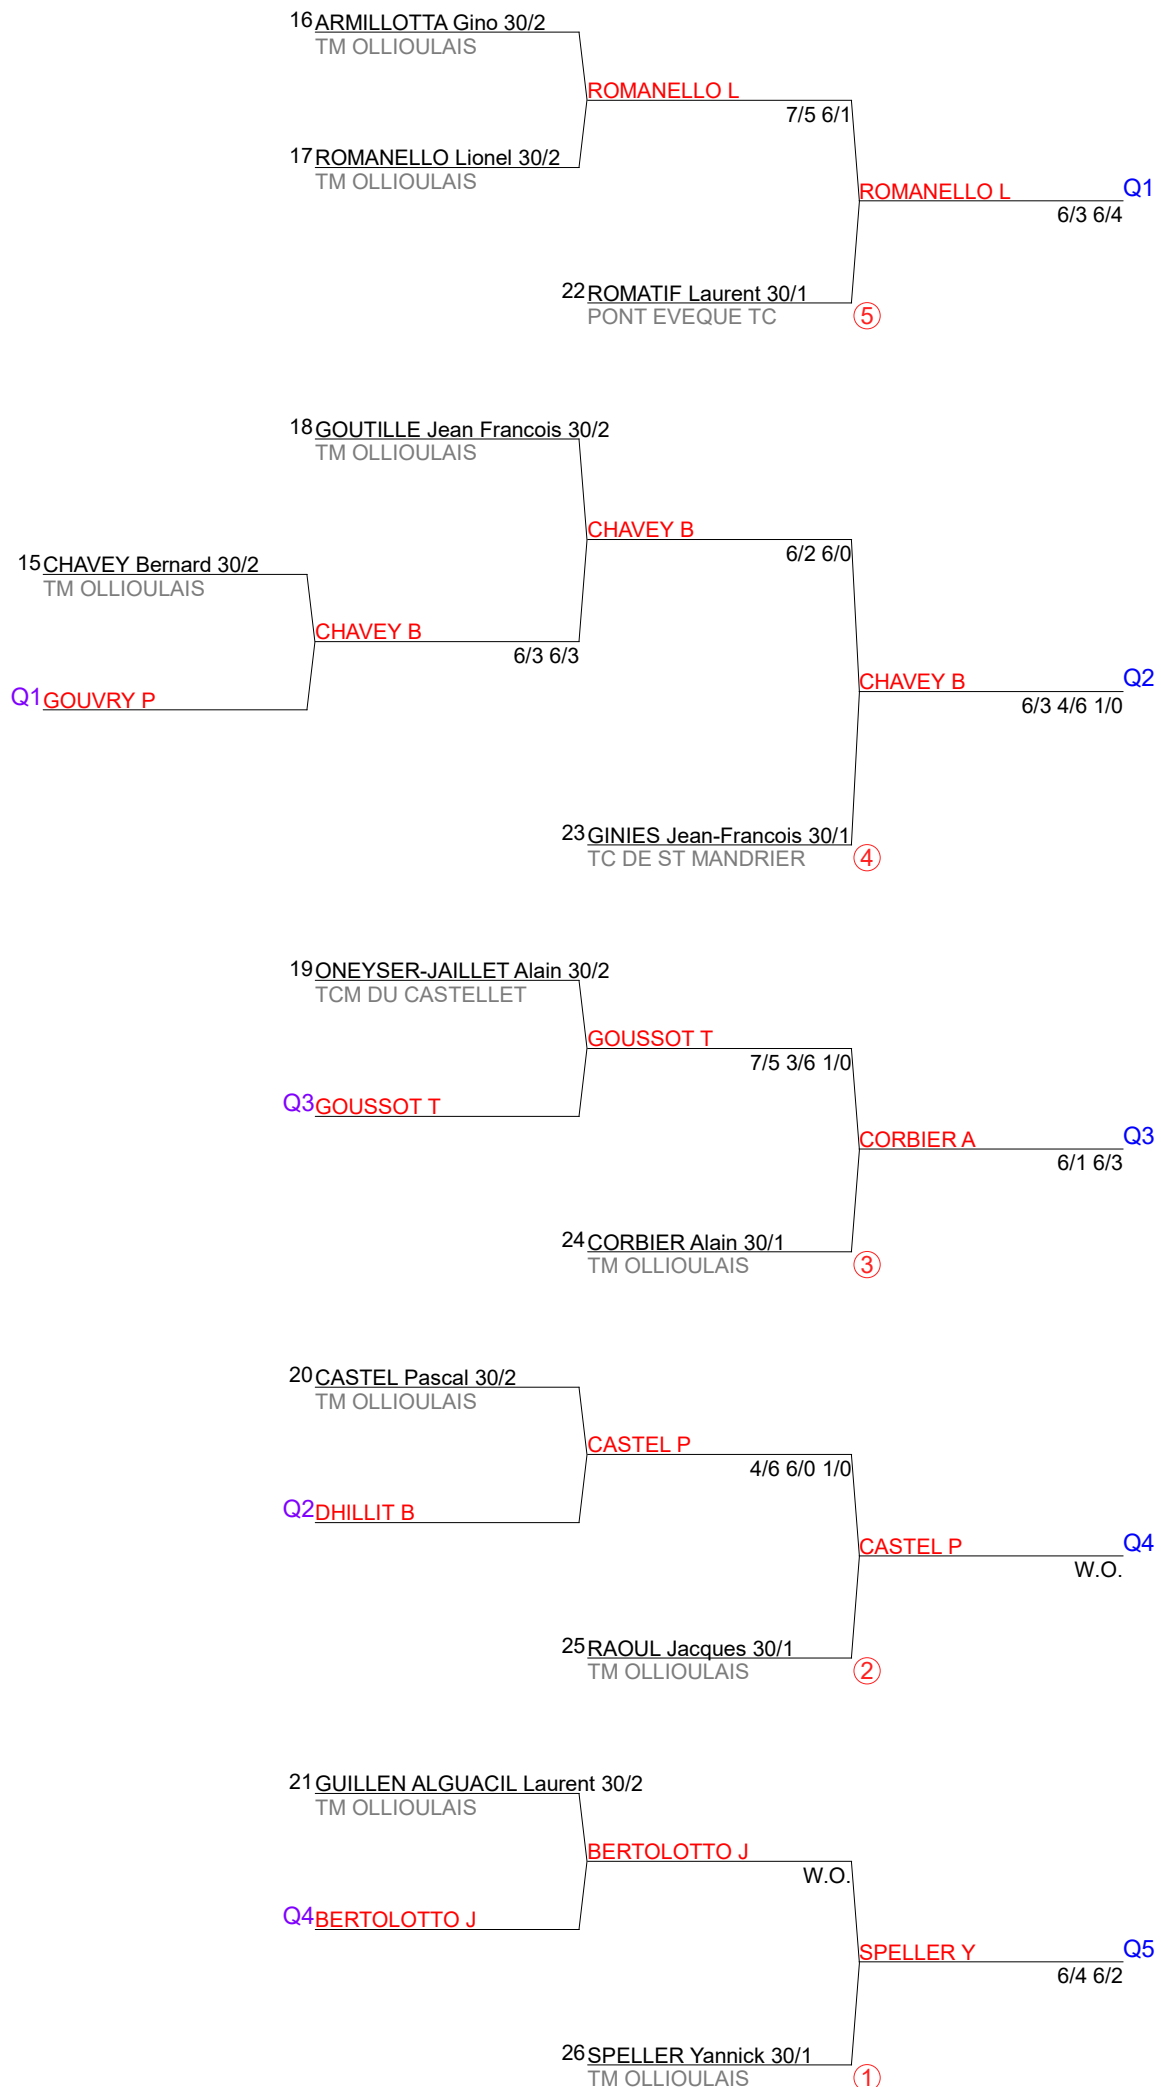 16 ARMILLOTTA Gino 30/2
TM OLLIOULAIS
ROMANELLO L
7/5 6/1
17 ROMANELLO Lionel 30/2
TM OLLIOULAIS
ROMANELLO L Q1
6/3 6/4
22 ROMATIF Laurent 30/1
PONT EVEQUE TC 5
18 GOUTILLE Jean Francois 30/2
TM OLLIOULAIS
CHAVEY B
6/2 6/0
15 CHAVEY Bernard 30/2
TM OLLIOULAIS
CHAVEY B
6/3 6/3
Q1 GOUVRY P
CHAVEY B Q2
6/3 4/6 1/0
23 GINIES Jean-Francois 30/1
TC DE ST MANDRIER 4
19 ONEYSER-JAILLET Alain 30/2
TCM DU CASTELLET
GOUSSOT T
7/5 3/6 1/0
Q3 GOUSSOT T
CORBIER A Q3
6/1 6/3
24 CORBIER Alain 30/1
TM OLLIOULAIS 3
20 CASTEL Pascal 30/2
TM OLLIOULAIS
CASTEL P
4/6 6/0 1/0
Q2 DHILLIT B
CASTEL P Q4
W.O.
25 RAOUL Jacques 30/1
TM OLLIOULAIS 2
21 GUILLEN ALGUACIL Laurent 30/2
TM OLLIOULAIS
BERTOLOTTO J
W.O.
Q4 BERTOLOTTO J
SPELLER Y Q5
6/4 6/2
26 SPELLER Yannick 30/1
TM OLLIOULAIS 1